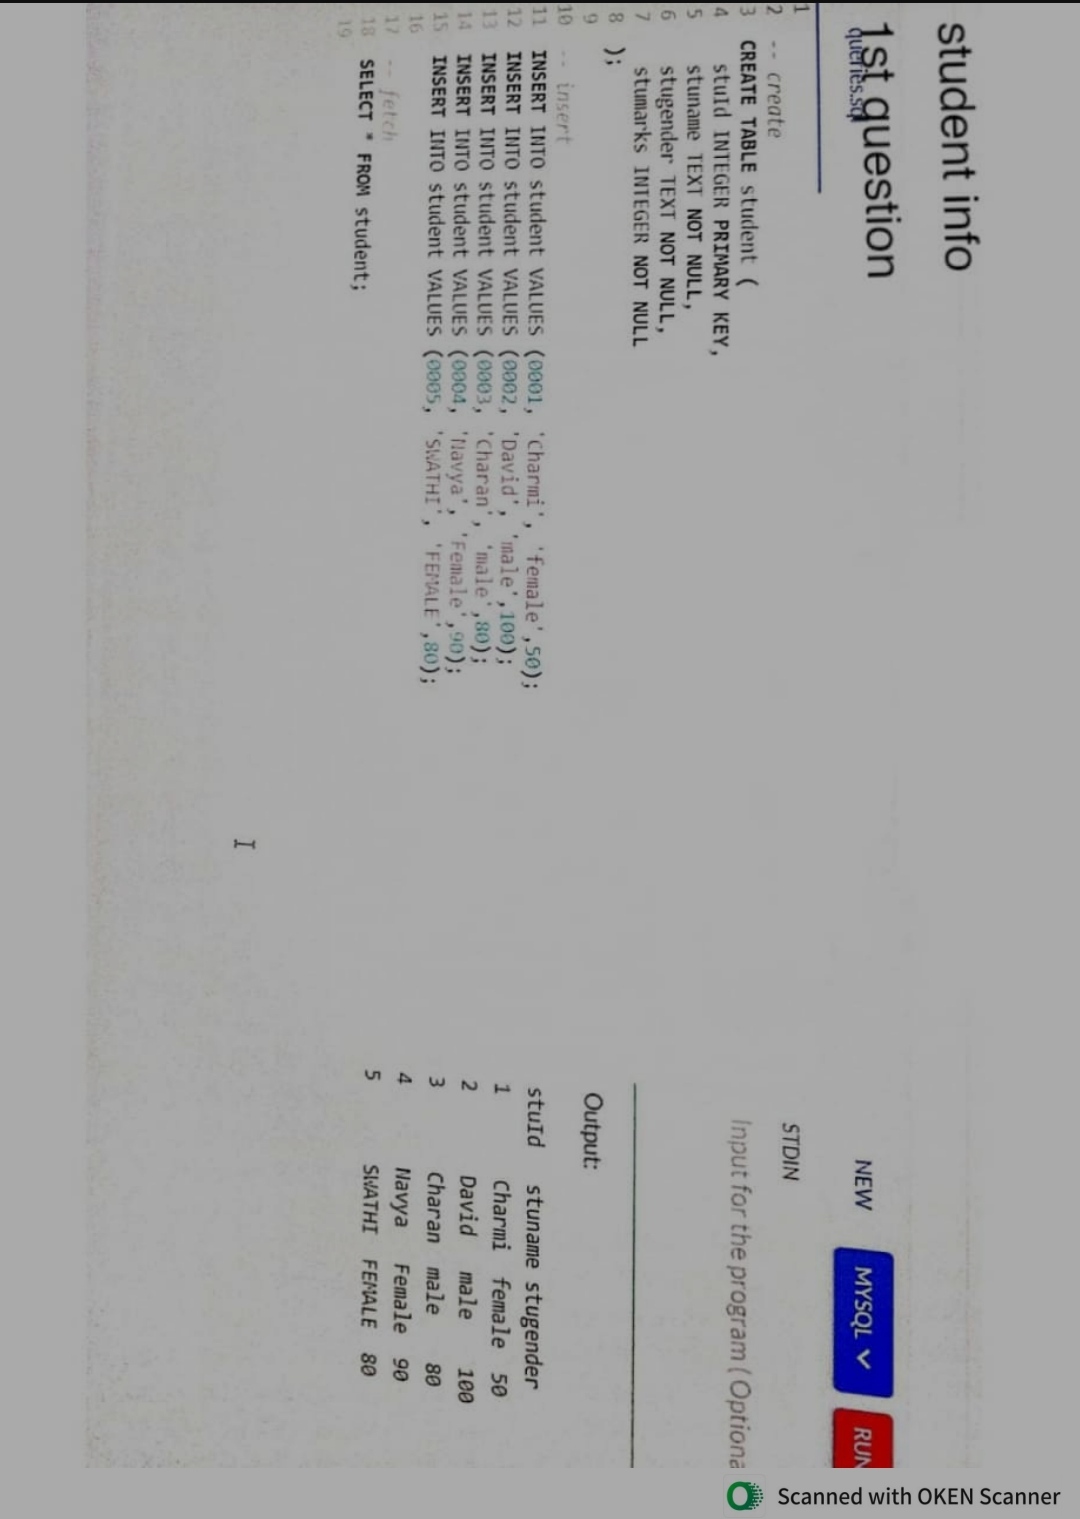 student info
1st question
queries.sql
NEW MYSQL RUN
1
2 -- create
3 CREATE TABLE student (
4 stuId INTEGER PRIMARY KEY,
5 stuname TEXT NOT NULL,
6 stugender TEXT NOT NULL,
7 stumarks INTEGER NOT NULL
8 );
9
10 -- insert
11 INSERT INTO student VALUES (0001, 'Charmi', 'female',50);
12 INSERT INTO student VALUES (0002, 'David', 'male',100);
13 INSERT INTO student VALUES (0003, 'Charan', 'male',80);
14 INSERT INTO student VALUES (0004, 'Navya', 'Female',90);
15 INSERT INTO student VALUES (0005, 'SWATHI', 'FEMALE',80);
16
17 -- fetch
18 SELECT * FROM student;
19
STDIN
Input for the program ( Optiona
Output:
stuId stuname stugender
1 Charmi female 50
2 David male 100
3 Charan male 80
4 Navya Female 90
5 SWATHI FEMALE 80
Scanned with OKEN Scanner